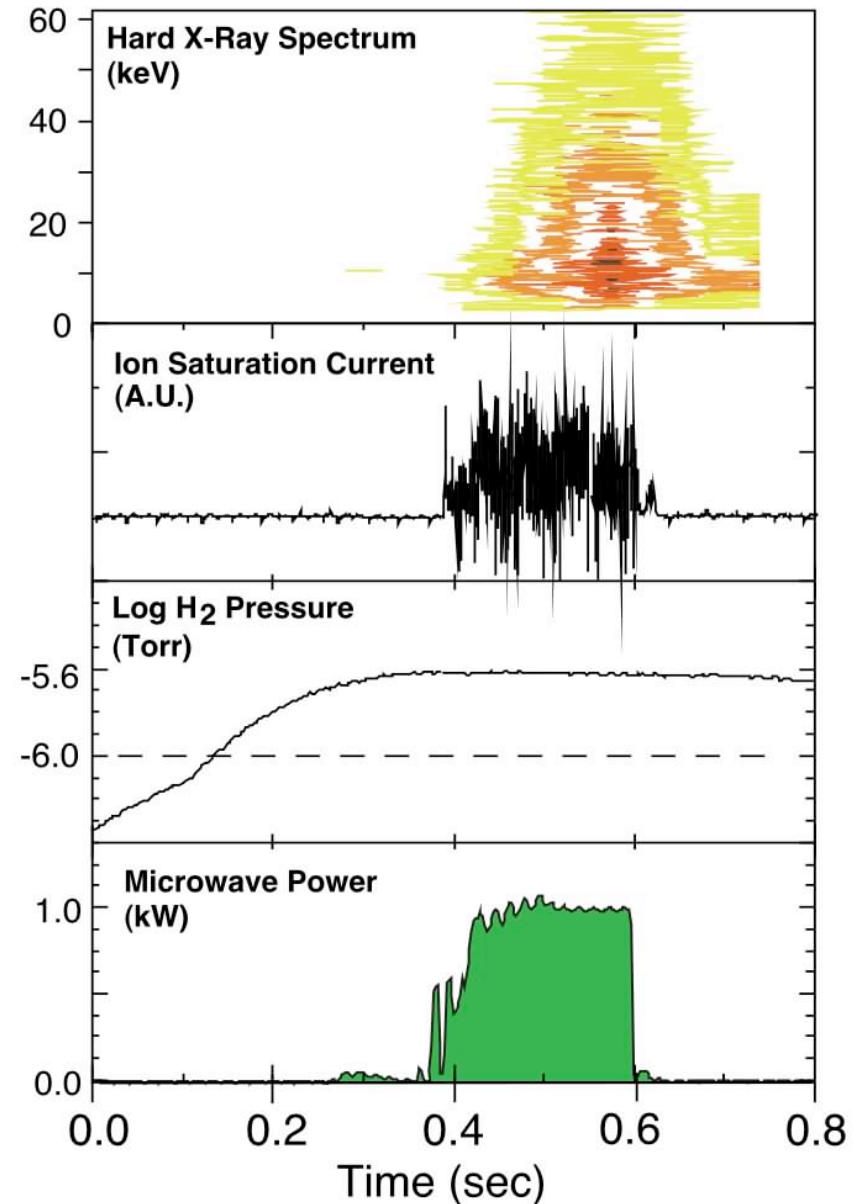 60
Hard X-Ray Spectrum
(keV)
40
20
0
Ion Saturation Current
(A.U.)
Log H2 Pressure
(Torr)
-5.6
-6.0
Microwave Power
(kW)
1.0
0.0
0.0 0.2 0.4 0.6 0.8
Time (sec)